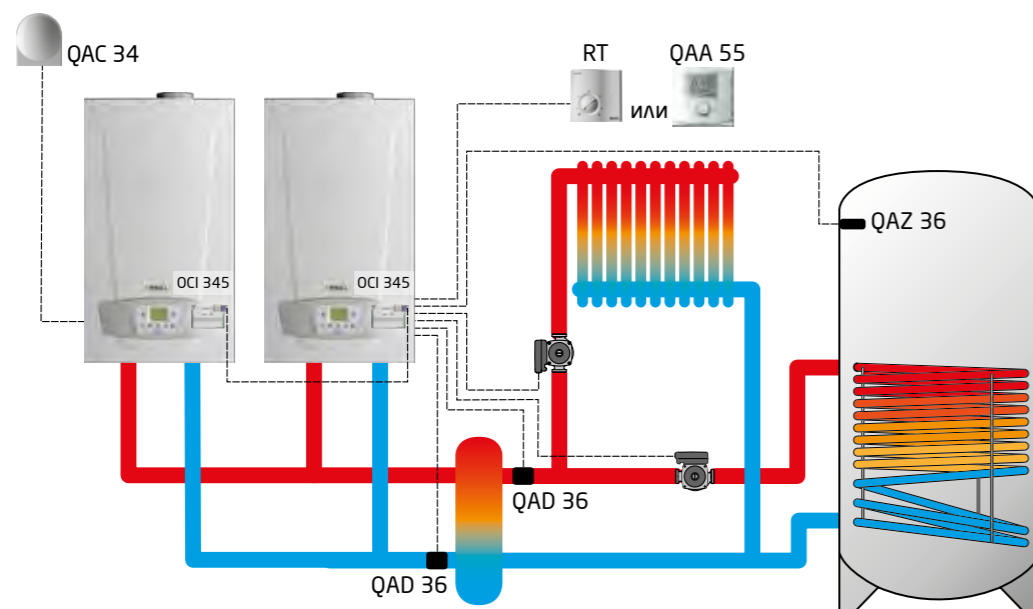 QAC 34
RT
QAA 55
или
QAZ 36
OCI 345
OCI 345
QAD 36
QAD 36